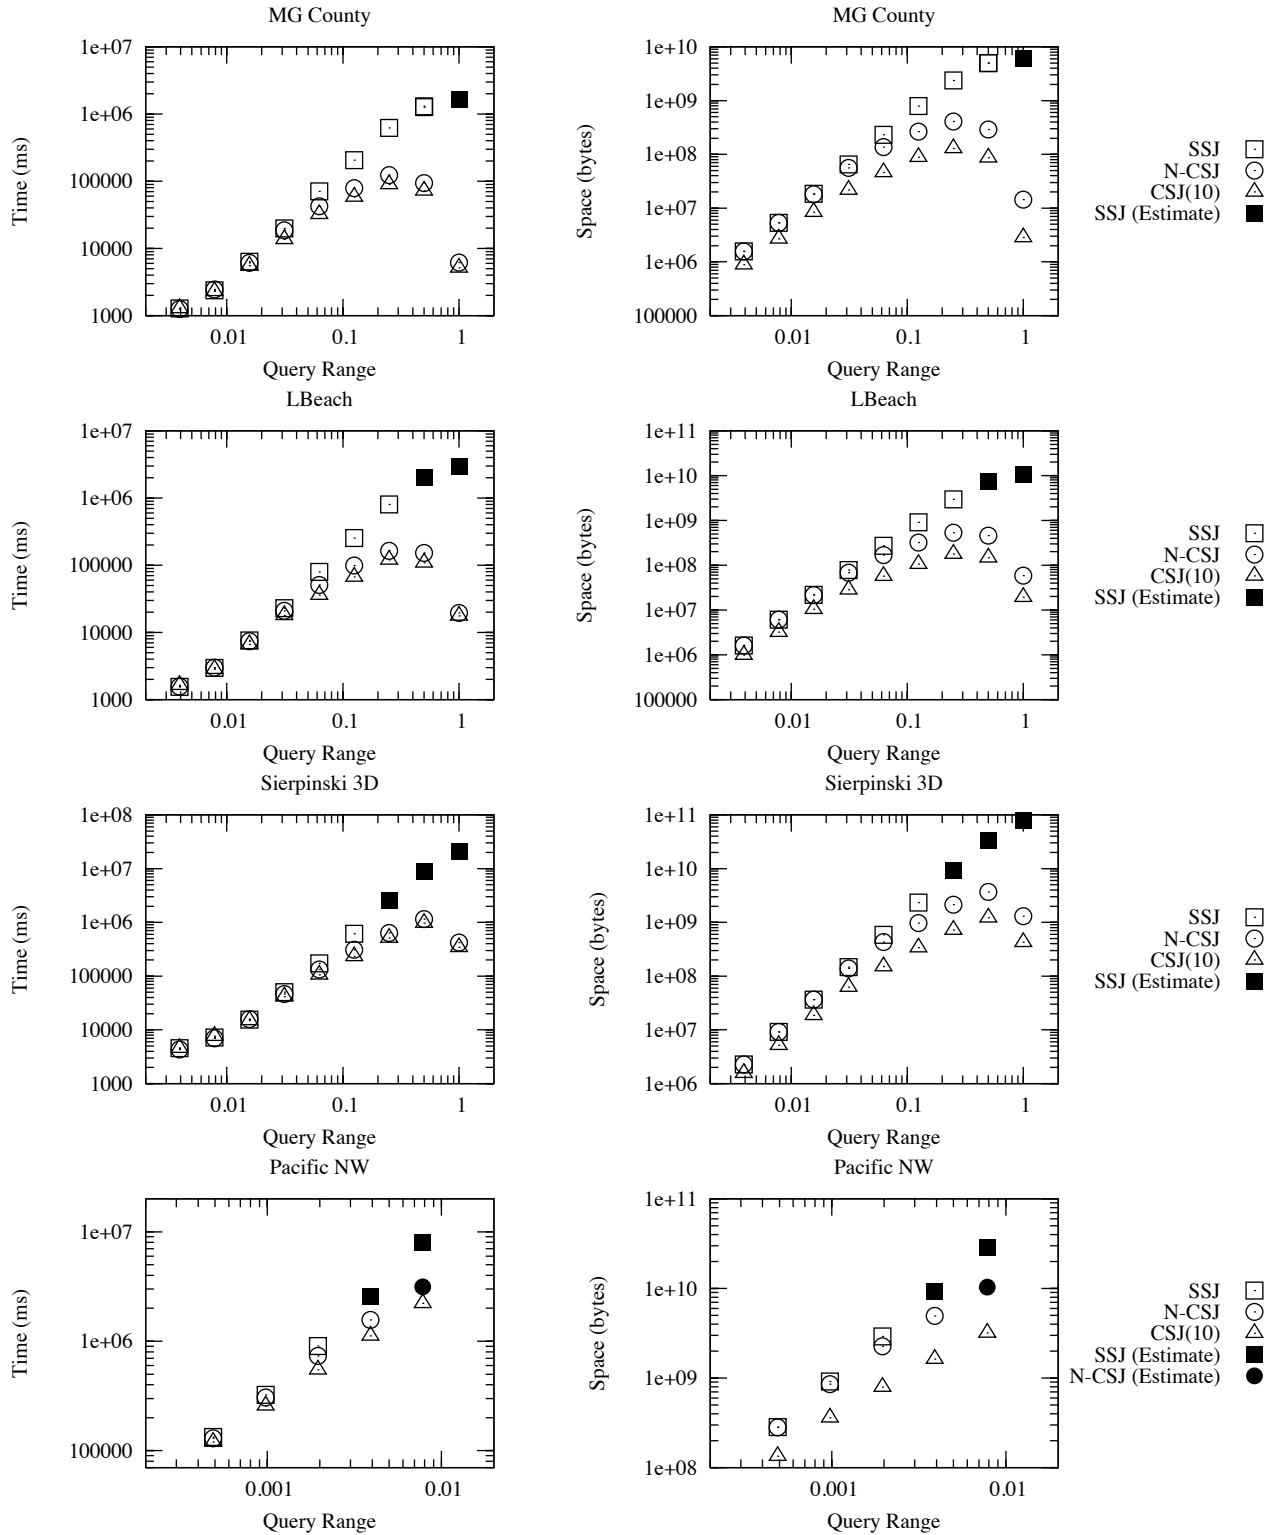 MG County
1e+07
1e+06
100000
10000
1000
Time (ms)
0.01 0.1 1
Query Range
MG County
1e+10
1e+09
1e+08
1e+07
1e+06
100000
Space (bytes)
0.01 0.1 1
Query Range
SSJ
N-CSJ
CSJ(10)
SSJ (Estimate)
LBeach
1e+07
1e+06
100000
10000
1000
Time (ms)
0.01 0.1 1
Query Range
LBeach
1e+11
1e+10
1e+09
1e+08
1e+07
1e+06
100000
Space (bytes)
0.01 0.1 1
Query Range
SSJ
N-CSJ
CSJ(10)
SSJ (Estimate)
Sierpinski 3D
1e+08
1e+07
1e+06
100000
10000
1000
Time (ms)
0.01 0.1 1
Query Range
Sierpinski 3D
1e+11
1e+10
1e+09
1e+08
1e+07
1e+06
Space (bytes)
0.01 0.1 1
Query Range
SSJ
N-CSJ
CSJ(10)
SSJ (Estimate)
Pacific NW
1e+07
1e+06
100000
Time (ms)
0.001 0.01
Query Range
Pacific NW
1e+11
1e+10
1e+09
1e+08
Space (bytes)
0.001 0.01
Query Range
SSJ
N-CSJ
CSJ(10)
SSJ (Estimate)
N-CSJ (Estimate)